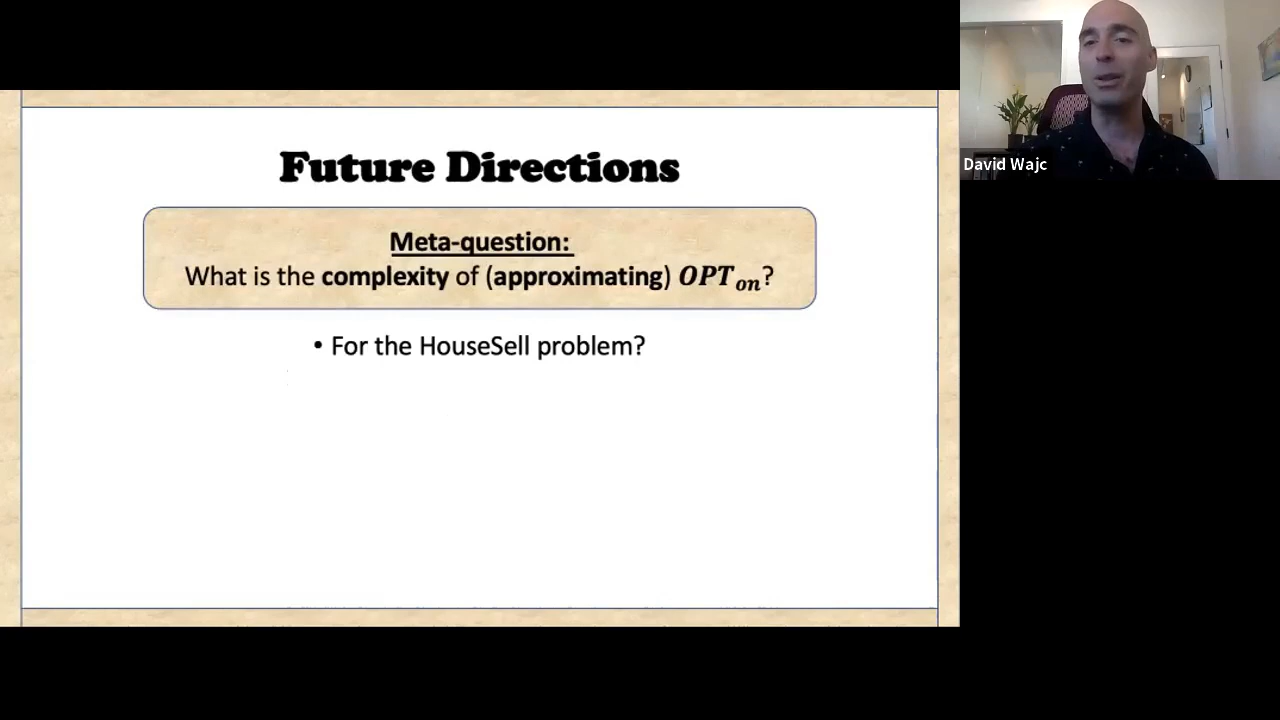 Future Directions
Meta-question:
What is the complexity of (approximating) OPT_on?
• For the HouseSell problem?
David Wajc